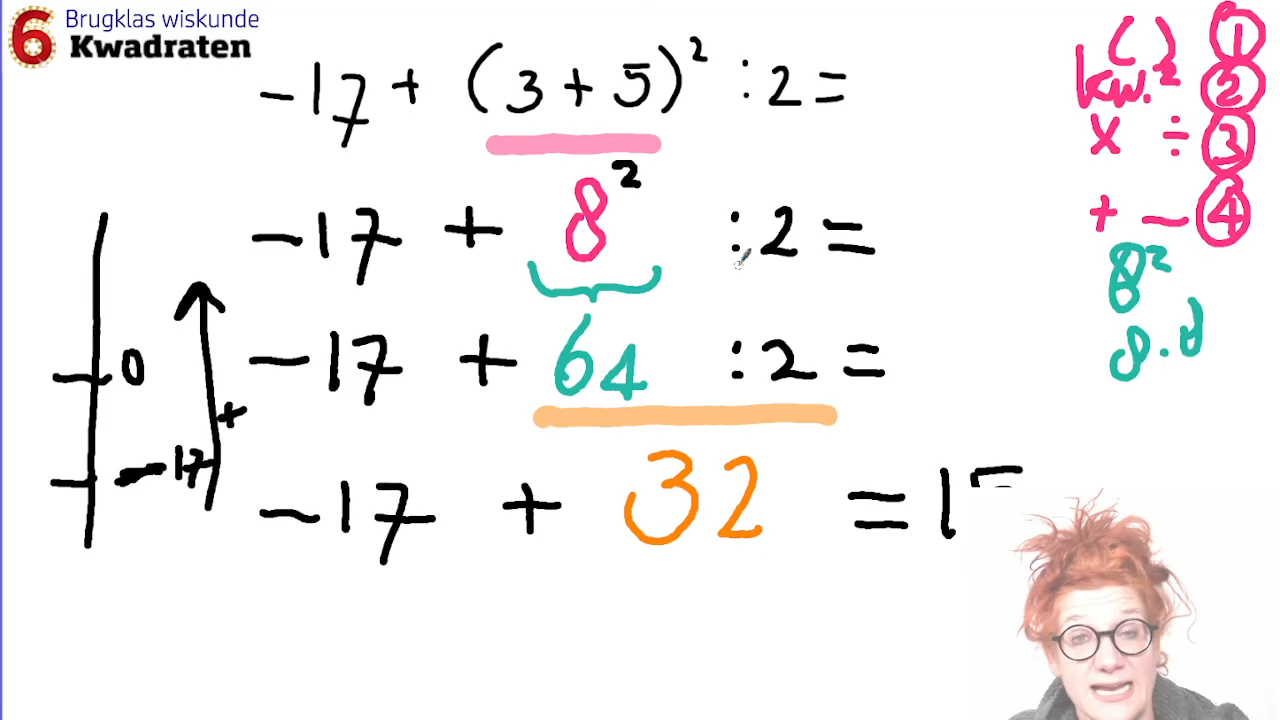 6 Brugklas wiskunde
Kwadraten
-17 + (3 + 5)² : 2 =
-17 + 8² : 2 =
-17 + 64 : 2 =
-17 + 32 = 1
( ) 1
kw.² 2
x ÷ 3
+ - 4
8²
8 .
0
+
-17